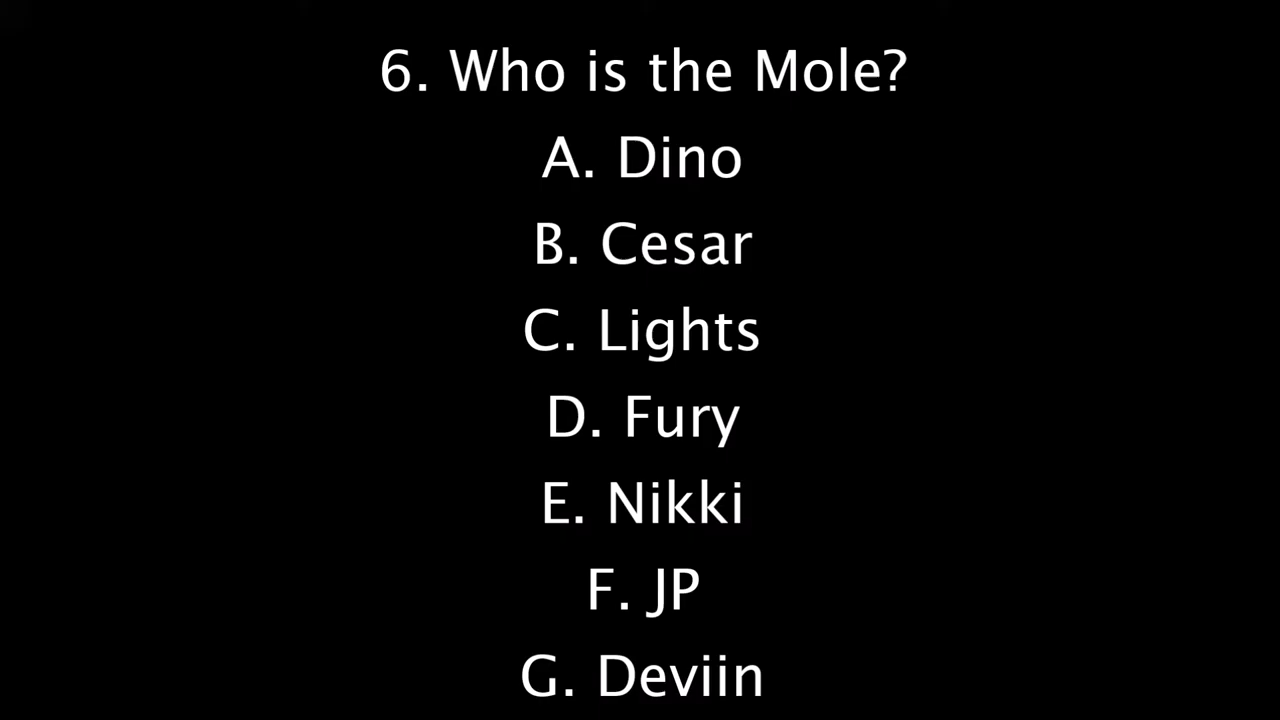 6. Who is the Mole?
A. Dino
B. Cesar
C. Lights
D. Fury
E. Nikki
F. JP
G. Deviin